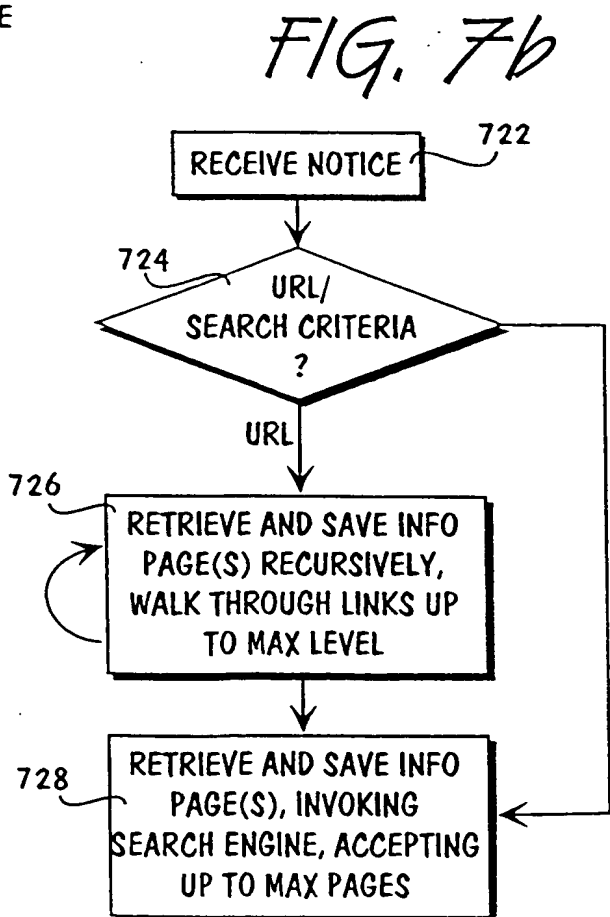 E
FIG. 7b
722
RECEIVE NOTICE
724
URL/
SEARCH CRITERIA
?
URL
726
RETRIEVE AND SAVE INFO
PAGE(S) RECURSIVELY,
WALK THROUGH LINKS UP
TO MAX LEVEL
728
RETRIEVE AND SAVE INFO
PAGE(S), INVOKING
SEARCH ENGINE, ACCEPTING
UP TO MAX PAGES